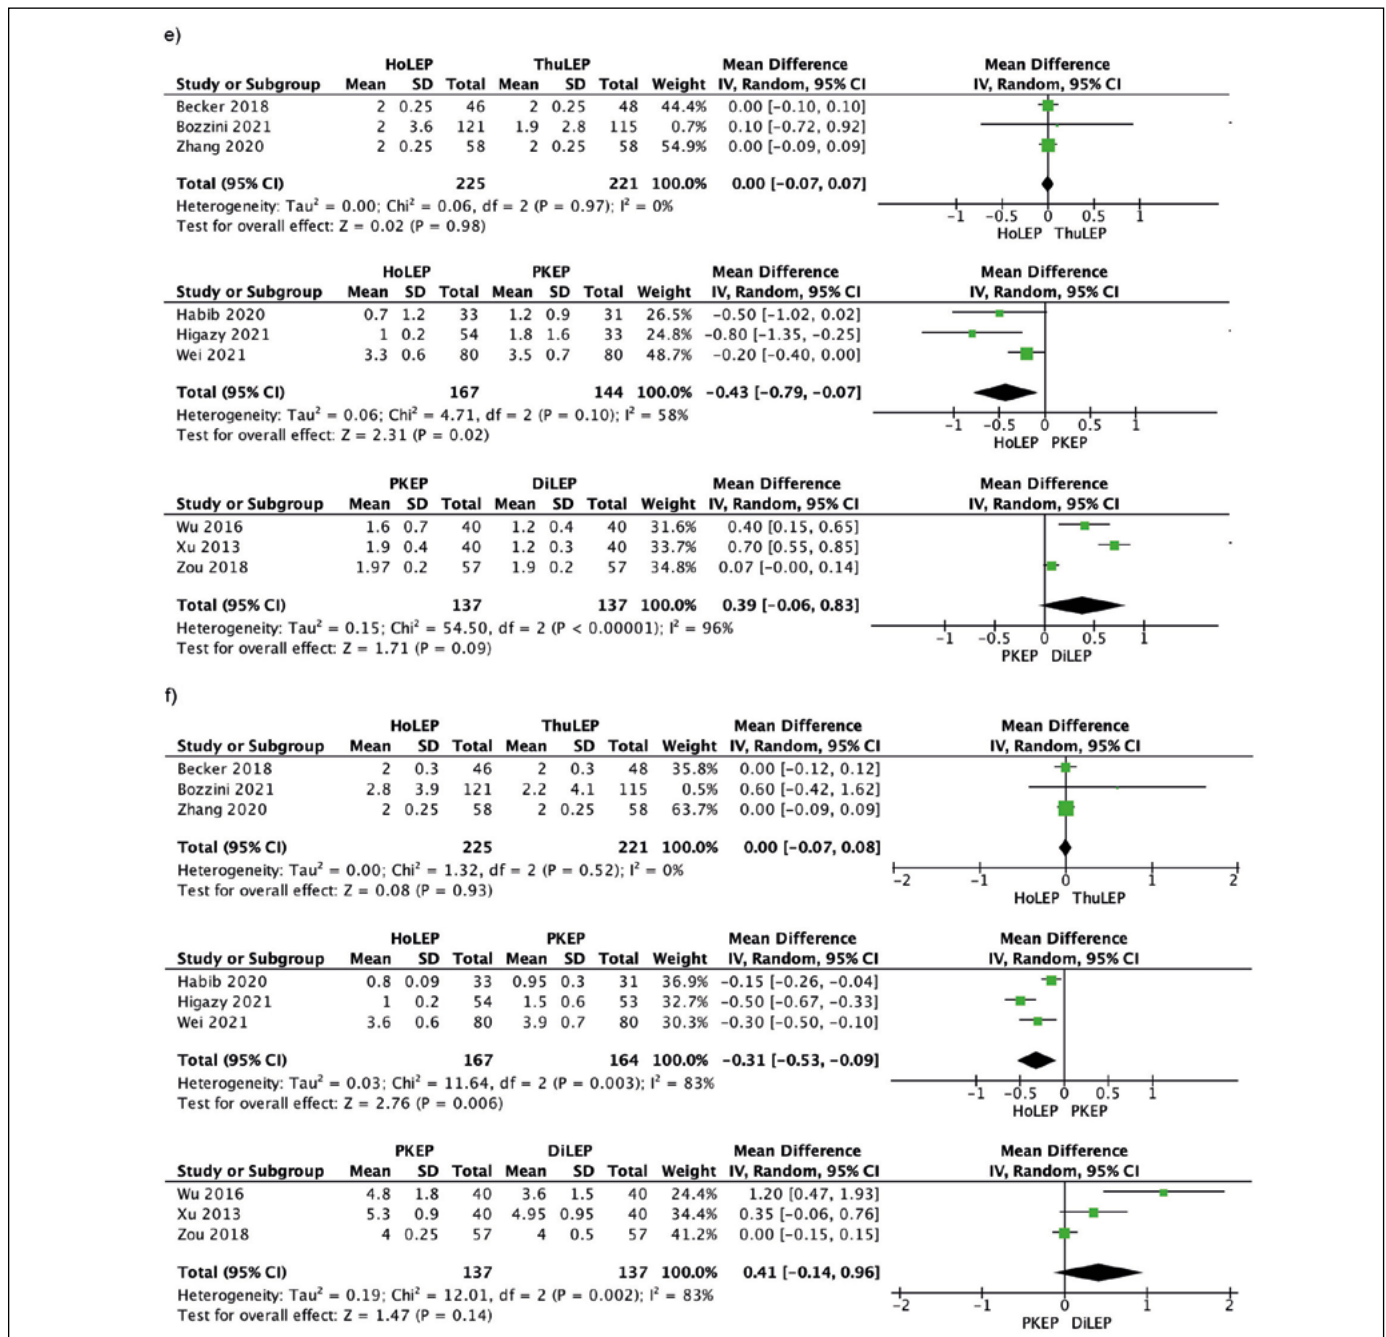 e)
HoLEP ThuLEP Mean Difference Mean Difference
Study or Subgroup Mean SD Total Mean SD Total Weight IV, Random, 95% CI IV, Random, 95% CI
Becker 2018 2 0.25 46 2 0.25 48 44.4% 0.00 [−0.10, 0.10]
Bozzini 2021 2 3.6 121 1.9 2.8 115 0.7% 0.10 [−0.72, 0.92]
Zhang 2020 2 0.25 58 2 0.25 58 54.9% 0.00 [−0.09, 0.09]
Total (95% CI) 225 221 100.0% 0.00 [−0.07, 0.07]
Heterogeneity: Tau² = 0.00; Chi² = 0.06, df = 2 (P = 0.97); I² = 0%
Test for overall effect: Z = 0.02 (P = 0.98)
−1 −0.5 0 0.5 1
HoLEP ThuLEP
HoLEP PKEP Mean Difference Mean Difference
Study or Subgroup Mean SD Total Mean SD Total Weight IV, Random, 95% CI IV, Random, 95% CI
Habib 2020 0.7 1.2 33 1.2 0.9 31 26.5% −0.50 [−1.02, 0.02]
Higazy 2021 1 0.2 54 1.8 1.6 33 24.8% −0.80 [−1.35, −0.25]
Wei 2021 3.3 0.6 80 3.5 0.7 80 48.7% −0.20 [−0.40, 0.00]
Total (95% CI) 167 144 100.0% −0.43 [−0.79, −0.07]
Heterogeneity: Tau² = 0.06; Chi² = 4.71, df = 2 (P = 0.10); I² = 58%
Test for overall effect: Z = 2.31 (P = 0.02)
−1 −0.5 0 0.5 1
HoLEP PKEP
PKEP DiLEP Mean Difference Mean Difference
Study or Subgroup Mean SD Total Mean SD Total Weight IV, Random, 95% CI IV, Random, 95% CI
Wu 2016 1.6 0.7 40 1.2 0.4 40 31.6% 0.40 [0.15, 0.65]
Xu 2013 1.9 0.4 40 1.2 0.3 40 33.7% 0.70 [0.55, 0.85]
Zou 2018 1.97 0.2 57 1.9 0.2 57 34.8% 0.07 [−0.00, 0.14]
Total (95% CI) 137 137 100.0% 0.39 [−0.06, 0.83]
Heterogeneity: Tau² = 0.15; Chi² = 54.50, df = 2 (P < 0.00001); I² = 96%
Test for overall effect: Z = 1.71 (P = 0.09)
−1 −0.5 0 0.5 1
PKEP DiLEP
f)
HoLEP ThuLEP Mean Difference Mean Difference
Study or Subgroup Mean SD Total Mean SD Total Weight IV, Random, 95% CI IV, Random, 95% CI
Becker 2018 2 0.3 46 2 0.3 48 35.8% 0.00 [−0.12, 0.12]
Bozzini 2021 2.8 3.9 121 2.2 4.1 115 0.5% 0.60 [−0.42, 1.62]
Zhang 2020 2 0.25 58 2 0.25 58 63.7% 0.00 [−0.09, 0.09]
Total (95% CI) 225 221 100.0% 0.00 [−0.07, 0.08]
Heterogeneity: Tau² = 0.00; Chi² = 1.32, df = 2 (P = 0.52); I² = 0%
Test for overall effect: Z = 0.08 (P = 0.93)
−2 −1 0 1 2
HoLEP ThuLEP
HoLEP PKEP Mean Difference Mean Difference
Study or Subgroup Mean SD Total Mean SD Total Weight IV, Random, 95% CI IV, Random, 95% CI
Habib 2020 0.8 0.09 33 0.95 0.3 31 36.9% −0.15 [−0.26, −0.04]
Higazy 2021 1 0.2 54 1.5 0.6 53 32.7% −0.50 [−0.67, −0.33]
Wei 2021 3.6 0.6 80 3.9 0.7 80 30.3% −0.30 [−0.50, −0.10]
Total (95% CI) 167 164 100.0% −0.31 [−0.53, −0.09]
Heterogeneity: Tau² = 0.03; Chi² = 11.64, df = 2 (P = 0.003); I² = 83%
Test for overall effect: Z = 2.76 (P = 0.006)
−1 −0.5 0 0.5 1
HoLEP PKEP
PKEP DiLEP Mean Difference Mean Difference
Study or Subgroup Mean SD Total Mean SD Total Weight IV, Random, 95% CI IV, Random, 95% CI
Wu 2016 4.8 1.8 40 3.6 1.5 40 24.4% 1.20 [0.47, 1.93]
Xu 2013 5.3 0.9 40 4.95 0.95 40 34.4% 0.35 [−0.06, 0.76]
Zou 2018 4 0.25 57 4 0.5 57 41.2% 0.00 [−0.15, 0.15]
Total (95% CI) 137 137 100.0% 0.41 [−0.14, 0.96]
Heterogeneity: Tau² = 0.19; Chi² = 12.01, df = 2 (P = 0.002); I² = 83%
Test for overall effect: Z = 1.47 (P = 0.14)
−2 −1 0 1 2
PKEP DiLEP